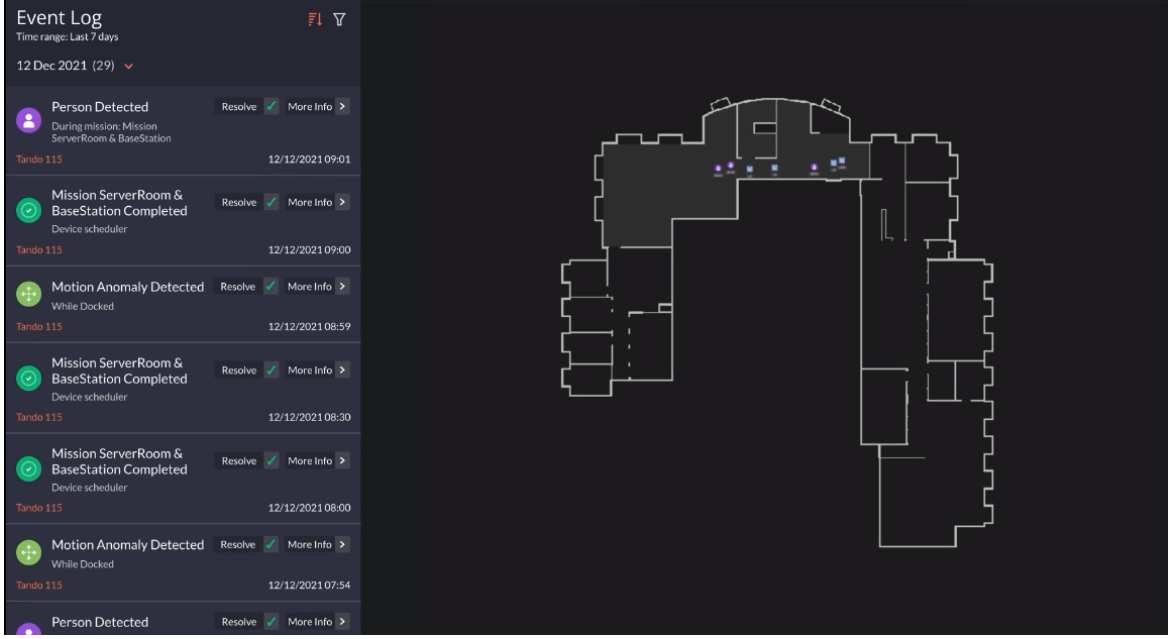 Event Log
Time range: Last 7 days
12 Dec 2021 (29)
Person Detected
Resolve
More Info
During mission: Mission
ServerRoom & BaseStation
Tando 115
12/12/2021 09:01
Mission ServerRoom &
BaseStation Completed
Resolve
More Info
Device scheduler
Tando 115
12/12/2021 09:00
Motion Anomaly Detected
Resolve
More Info
While Docked
Tando 115
12/12/2021 08:59
Mission ServerRoom &
BaseStation Completed
Resolve
More Info
Device scheduler
Tando 115
12/12/2021 08:30
Mission ServerRoom &
BaseStation Completed
Resolve
More Info
Device scheduler
Tando 115
12/12/2021 08:00
Motion Anomaly Detected
Resolve
More Info
While Docked
Tando 115
12/12/2021 07:54
Person Detected
Resolve
More Info